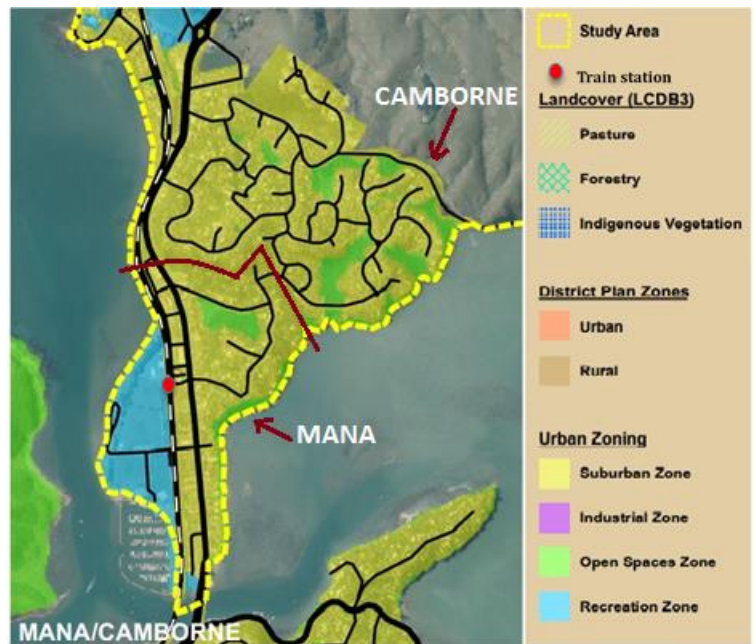 CAMBORNE
MANA
MANA/CAMBORNE
Study Area
Train station
Landcover (LCDB3)
Pasture
Forestry
Indigenous Vegetation
District Plan Zones
Urban
Rural
Urban Zoning
Suburban Zone
Industrial Zone
Open Spaces Zone
Recreation Zone